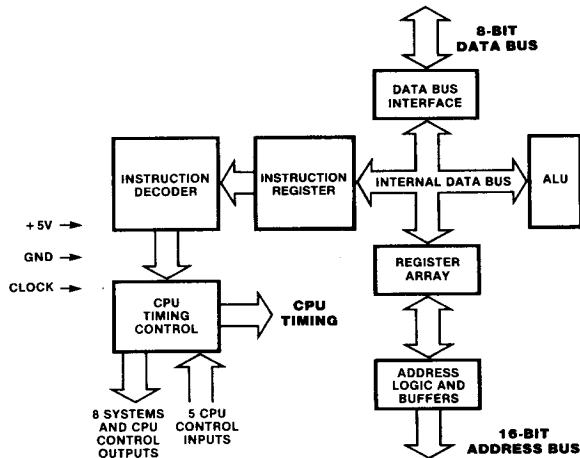 8-BIT
DATA BUS
DATA BUS
INTERFACE
INSTRUCTION
DECODER
INSTRUCTION
REGISTER
INTERNAL DATA BUS
ALU
+5V
GND
CLOCK
REGISTER
ARRAY
CPU
TIMING
CONTROL
CPU
TIMING
ADDRESS
LOGIC AND
BUFFERS
8 SYSTEMS
AND CPU
CONTROL
OUTPUTS
5 CPU
CONTROL
INPUTS
16-BIT
ADDRESS BUS